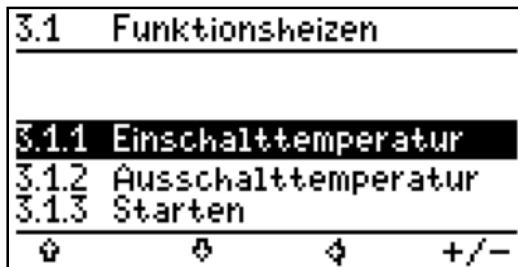 3.1 Funktionsheizen
3.1.1 Einschalttemperatur
3.1.2 Ausschalttemperatur
3.1.3 Starten
+/-